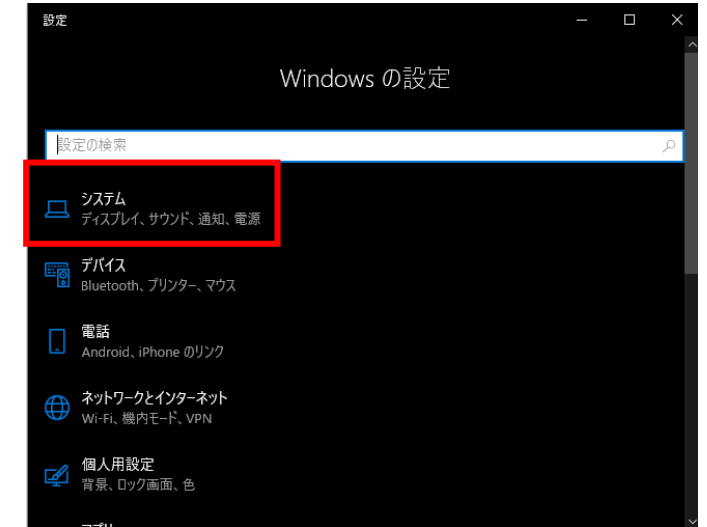 設定
Windows の設定
設定の検索
システム
ディスプレイ、サウンド、通知、電源
デバイス
Bluetooth、プリンター、マウス
電話
Android、iPhone のリンク
ネットワークとインターネット
Wi-Fi、機内モード、VPN
個人用設定
背景、ロック画面、色
アプリ